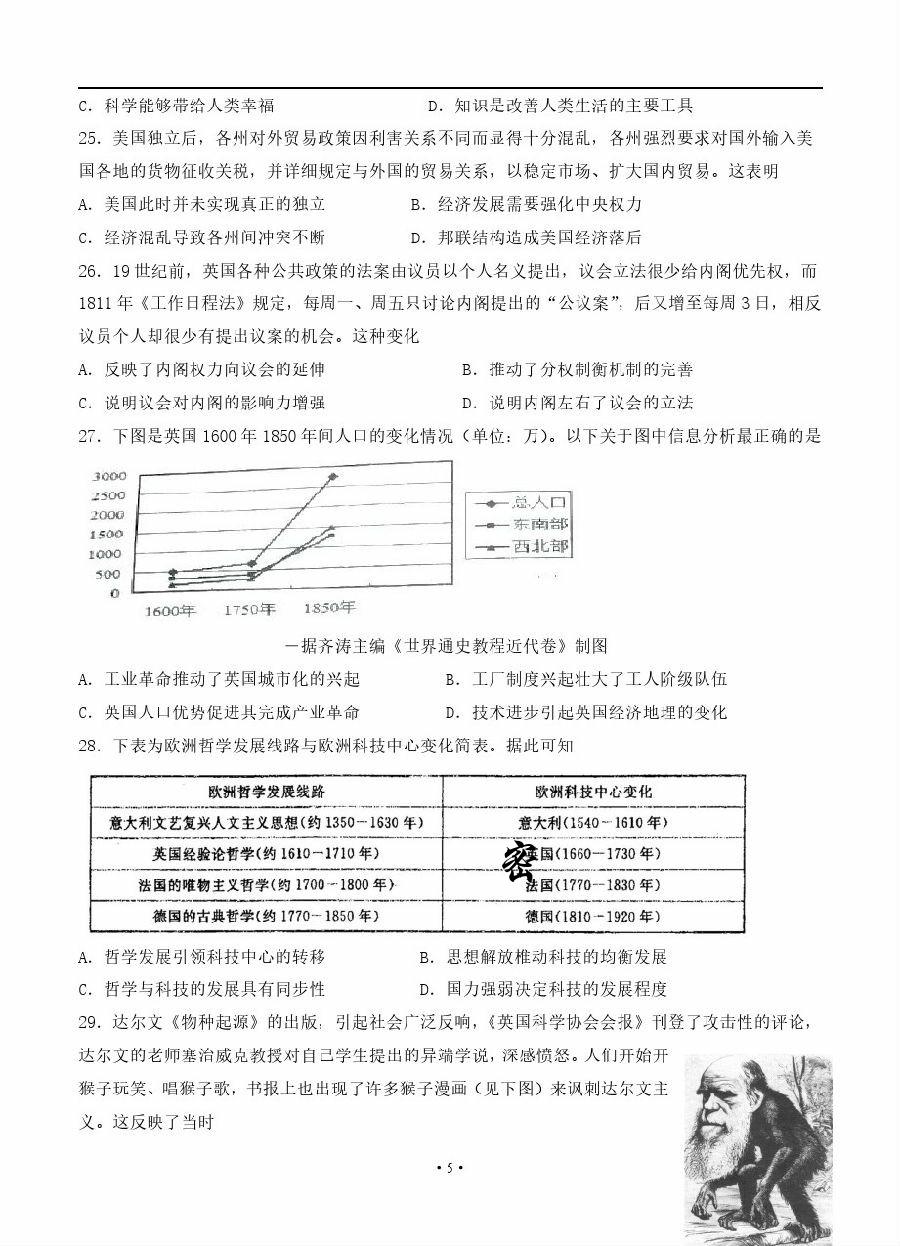 C. 科学能够带给人类幸福 D. 知识是改善人类生活的主要工具
25. 美国独立后，各州对外贸易政策因利害关系不同而显得十分混乱，各州强烈要求对国外输入美
国各地的货物征收关税，并详细规定与外国的贸易关系，以稳定市场、扩大国内贸易。这表明
A. 美国此时并未实现真正的独立 B. 经济发展需要强化中央权力
C. 经济混乱导致各州间冲突不断 D. 邦联结构造成美国经济落后
26. 19 世纪前，英国各种公共政策的法案由议员以个人名义提出，议会立法很少给内阁优先权，而
1811 年《工作日程法》规定，每周一、周五只讨论内阁提出的“公议案”；后又增至每周 3 日，相反
议员个人却很少有提出议案的机会。这种变化
A. 反映了内阁权力向议会的延伸 B. 推动了分权制衡机制的完善
C. 说明议会对内阁的影响力增强 D. 说明内阁左右了议会的立法
27. 下图是英国 1600 年 1850 年间人口的变化情况（单位：万）。以下关于图中信息分析最正确的是
3000
2500
2000
1500
1000
500
0
1600年 1750年 1850年
总人口
东南部
西北部
—据齐涛主编《世界通史教程近代卷》制图
A. 工业革命推动了英国城市化的兴起 B. 工厂制度兴起壮大了工人阶级队伍
C. 英国人口优势促进其完成产业革命 D. 技术进步引起英国经济地理的变化
28. 下表为欧洲哲学发展线路与欧洲科技中心变化简表。据此可知
欧洲哲学发展线路 欧洲科技中心变化
意大利文艺复兴人文主义思想(约 1350—1630 年) 意大利(1540—1610 年)
英国经验论哲学(约 1610—1710 年) 密国(1660—1730 年)
法国的唯物主义哲学(约 1700—1800 年) 法国(1770—1830 年)
德国的古典哲学(约 1770—1850 年) 德国(1810—1920 年)
A. 哲学发展引领科技中心的转移 B. 思想解放推动科技的均衡发展
C. 哲学与科技的发展具有同步性 D. 国力强弱决定科技的发展程度
29. 达尔文《物种起源》的出版，引起社会广泛反响，《英国科学协会会报》刊登了攻击性的评论，
达尔文的老师塞治威克教授对自己学生提出的异端学说，深感愤怒。人们开始开
猴子玩笑、唱猴子歌，书报上也出现了许多猴子漫画（见下图）来讽刺达尔文主
义。这反映了当时
·5·